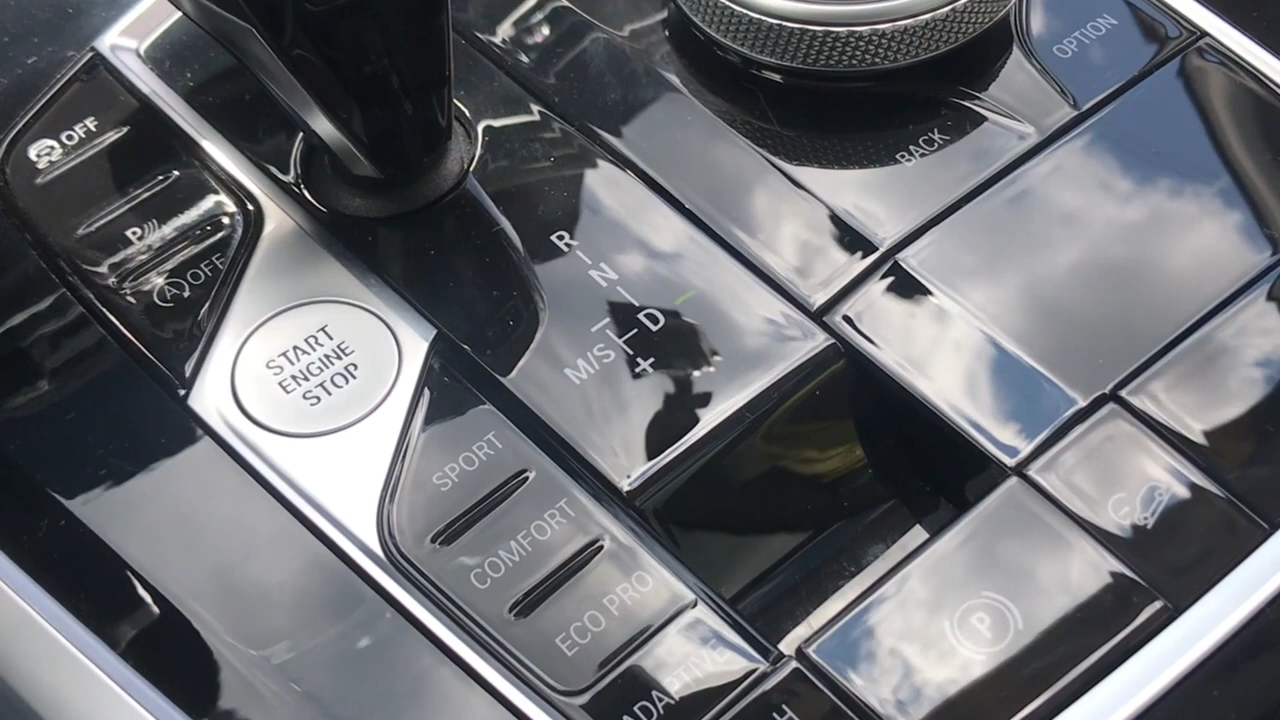 OPTION
BACK
OFF
P
A OFF
START
ENGINE
STOP
R
N
D
M/S
+
SPORT
COMFORT
ECO PRO
ADAPTIVE
P